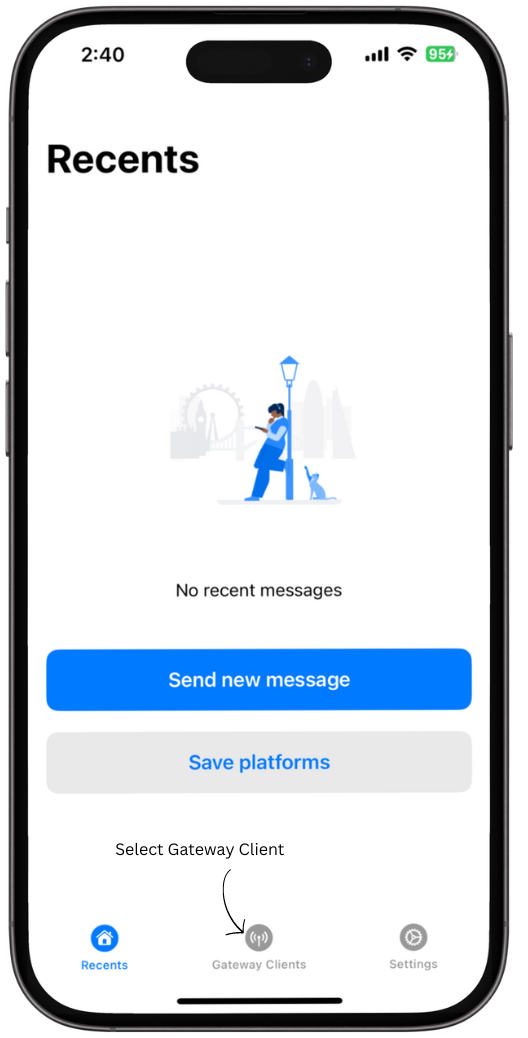 2:40
95
Recents
No recent messages
Send new message
Save platforms
Select Gateway Client
Recents
Gateway Clients
Settings